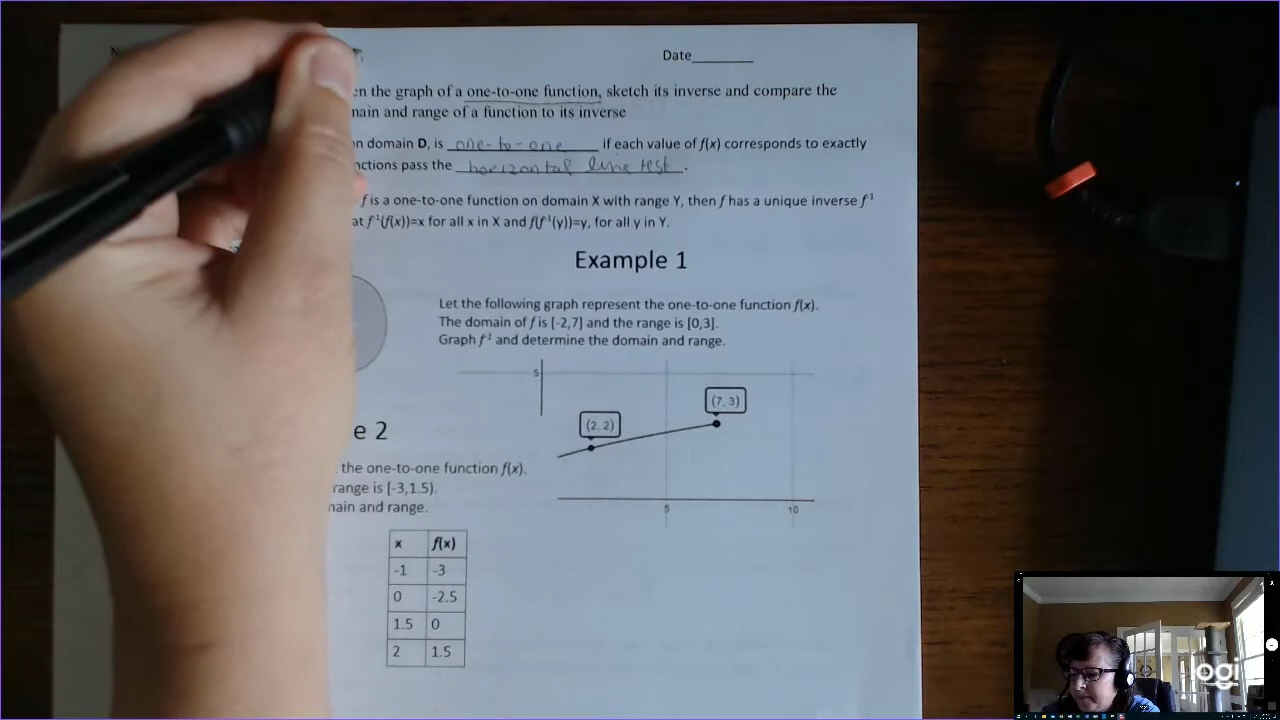 Date
en the graph of a one-to-one function, sketch its inverse and compare the
main and range of a function to its inverse
n domain D, is one-to-one if each value of f(x) corresponds to exactly
nctions pass the horizontal line test.
f is a one-to-one function on domain X with range Y, then f has a unique inverse f⁻¹
at f⁻¹(f(x))=x for all x in X and f(f⁻¹(y))=y, for all y in Y.
Example 1
Let the following graph represent the one-to-one function f(x).
The domain of f is [-2,7] and the range is [0,3].
Graph f⁻¹ and determine the domain and range.
5
(7, 3)
(2, 2)
5 10
e 2
the one-to-one function f(x).
range is [-3,1.5).
main and range.
x f(x)
-1 -3
0 -2.5
1.5 0
2 1.5
logi